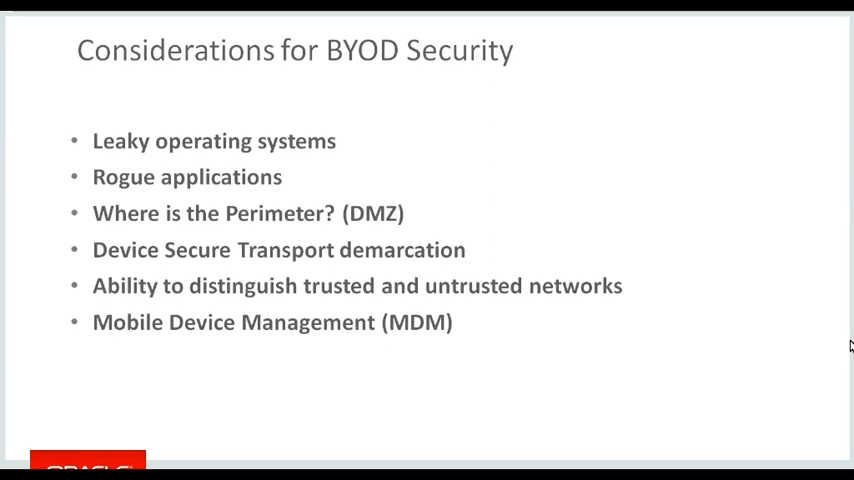 Considerations for BYOD Security
• Leaky operating systems
• Rogue applications
• Where is the Perimeter? (DMZ)
• Device Secure Transport demarcation
• Ability to distinguish trusted and untrusted networks
• Mobile Device Management (MDM)
ORACLE